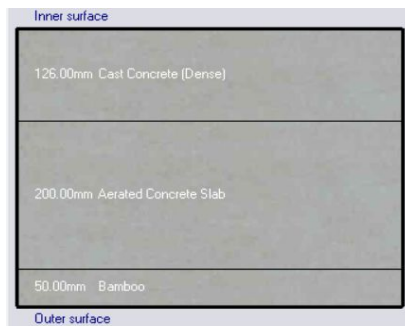 Inner surface
126.00mm Cast Concrete (Dense)
200.00mm Aerated Concrete Slab
50.00mm Bamboo
Outer surface